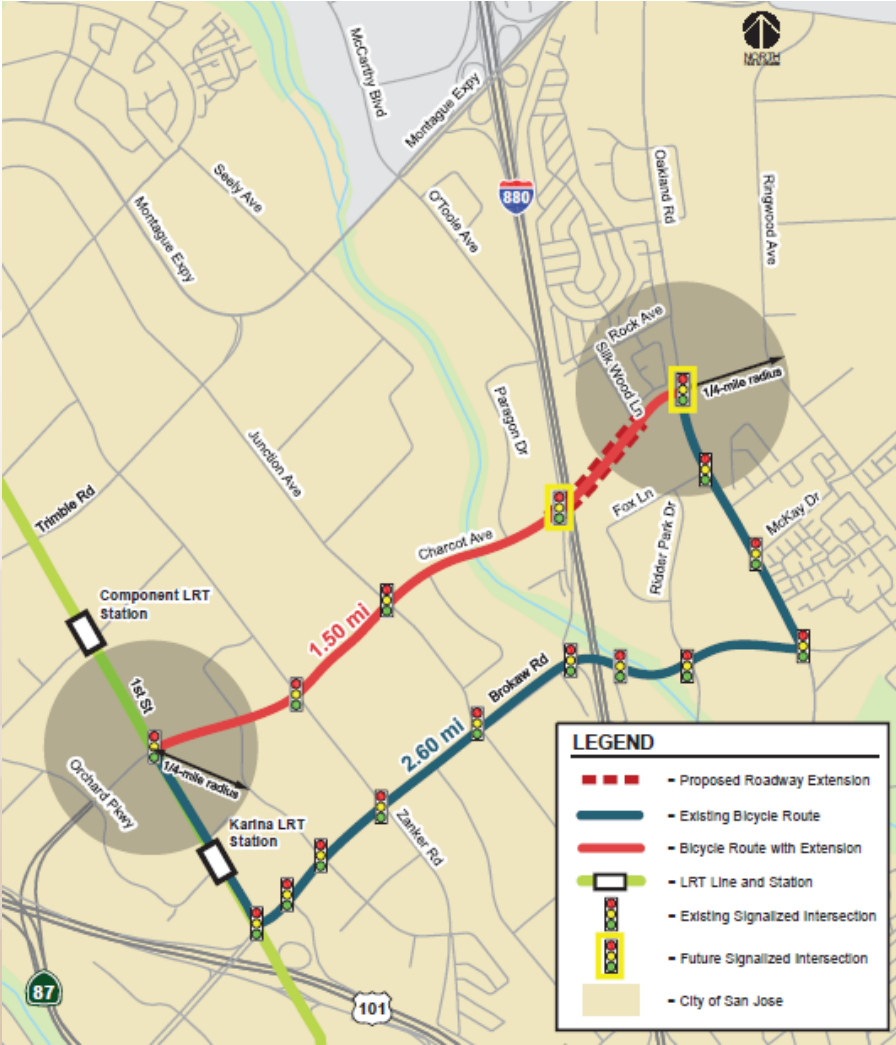 McCarthy Blvd
NORTH
Montague Expy
Seely Ave
Oakland Rd
Ringwood Ave
880
O'Toole Ave
Montague Expy
Rock Ave
Silk Wood Ln
1/4-mile radius
Paragon Dr
Junction Ave
Trimble Rd
Fox Ln
McKay Dr
Ridder Park Dr
Charcot Ave
Component LRT
Station
1.50 mi
1st St
Brokaw Rd
2.60 mi
1/4-mile radius
Orchard Pkwy
Karina LRT
Station
Zanker Rd
87
101
LEGEND
- Proposed Roadway Extension
- Existing Bicycle Route
- Bicycle Route with Extension
- LRT Line and Station
- Existing Signalized Intersection
- Future Signalized Intersection
- City of San Jose